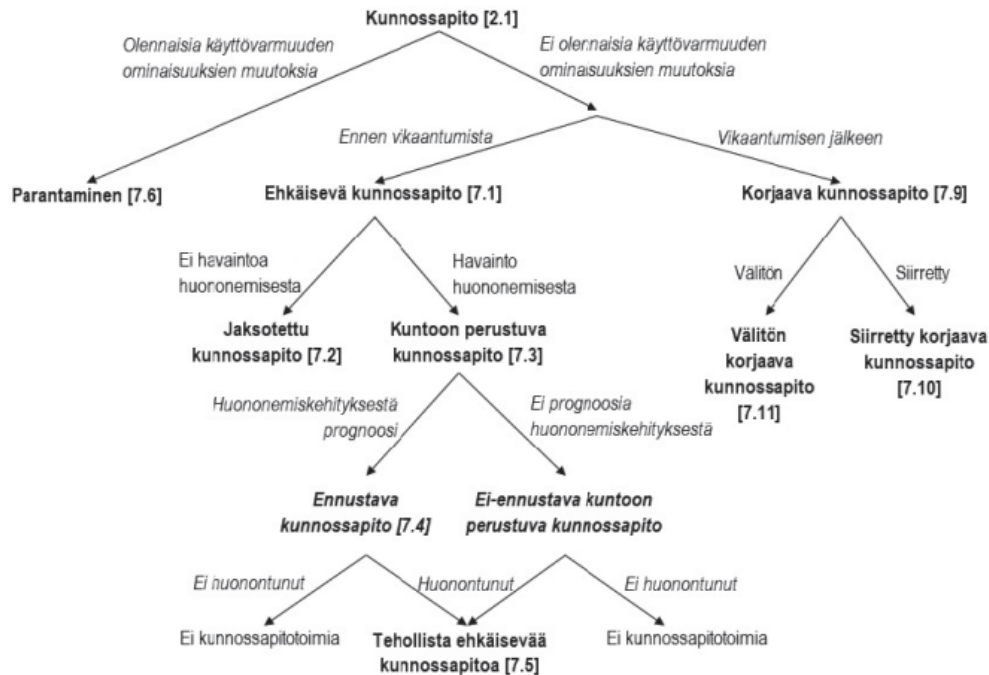 Kunnossapito [2.1]
Olennaisia käyttövarmuuden
ominaisuuksien muutoksia
Ei olennaisia käyttövarmuuden
ominaisuuksien muutoksia
Ennen vikaantumista
Vikaantumisen jälkeen
Parantaminen [7.6]
Ehkäisevä kunnossapito [7.1]
Korjaava kunnossapito [7.9]
Ei havaintoa
huononemisesta
Havainto
huononemisesta
Välitön
Siirretty
Jaksotettu
kunnossapito [7.2]
Kuntoon perustuva
kunnossapito [7.3]
Välitön
korjaava
kunnossapito
[7.11]
Siirretty korjaava
kunnossapito
[7.10]
Huononemiskehityksestä
prognoosi
Ei prognoosia
huononemiskehityksestä
Ennustava
kunnossapito [7.4]
Ei-ennustava kuntoon
perustuva kunnossapito
Ei huonontunut
Huonontunut
Ei huonontunut
Ei kunnossapitotoimia
Tehollista ehkäisevää
kunnossapitoa [7.5]
Ei kunnossapitotoimia